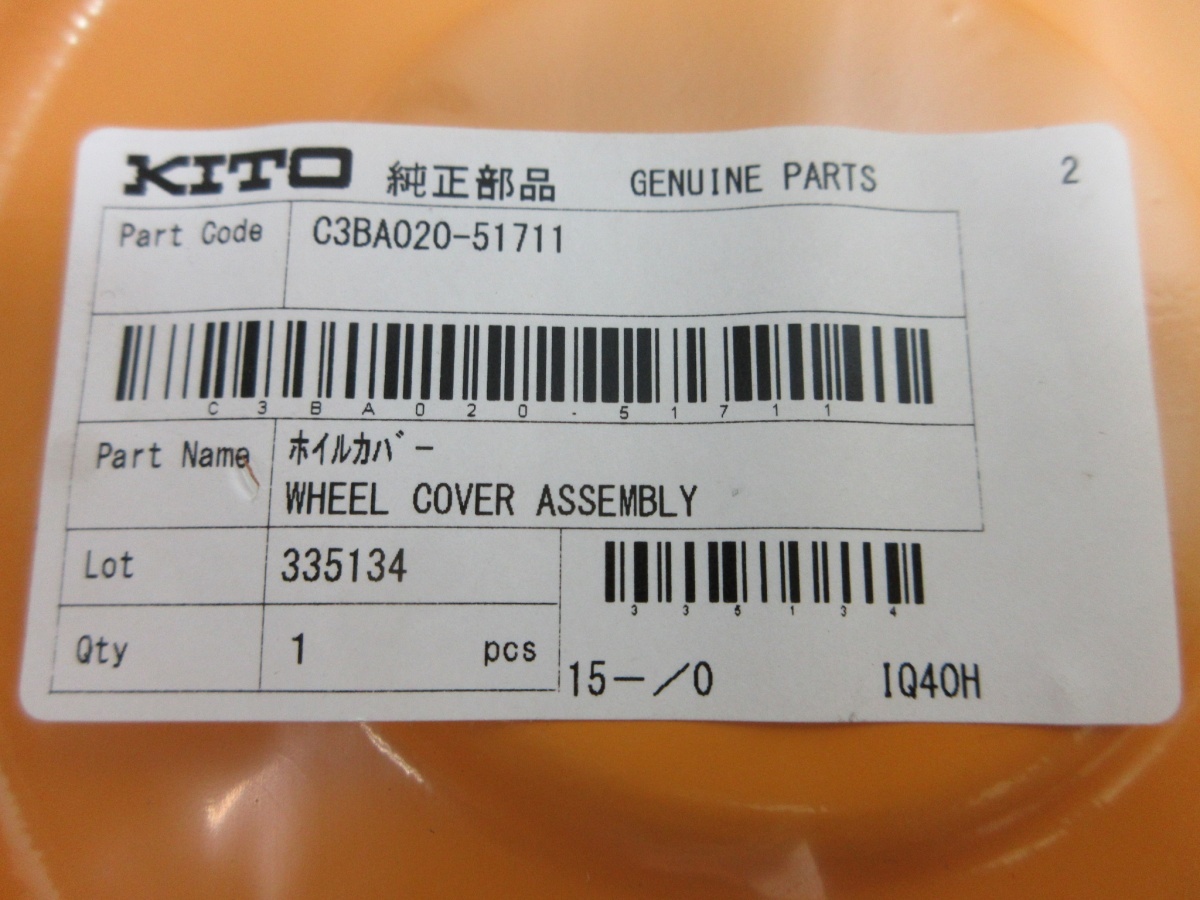 KITO 純正部品 GENUINE PARTS 2
Part Code C3BA020-51711
C3BA020-51711
Part Name ﾎｲﾙｶﾊﾞｰ
WHEEL COVER ASSEMBLY
Lot 335134
335134
Qty 1 pcs
15－／0 IQ40H